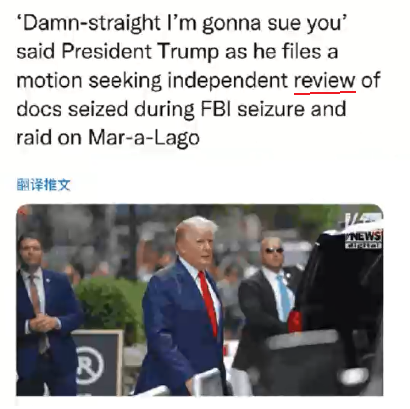 ‘Damn-straight I’m gonna sue you’
said President Trump as he files a
motion seeking independent review of
docs seized during FBI seizure and
raid on Mar-a-Lago
翻译推文
NEWS
R